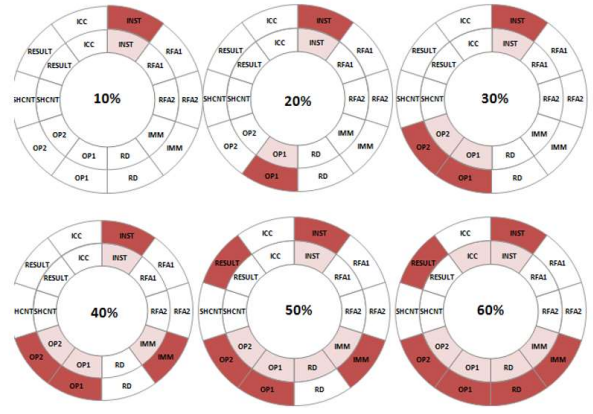 ICC INST
ICC INST
RESULT RFA1
RESULT RFA1
SHCNT SHCNT 10% RFA2 RFA2
OP2 IMM
OP2 IMM
OP1 RD
OP1 RD
ICC INST
ICC INST
RESULT RFA1
RESULT RFA1
SHCNT SHCNT 20% RFA2 RFA2
OP2 IMM
OP2 IMM
OP1 RD
OP1 RD
ICC INST
ICC INST
RESULT RFA1
RESULT RFA1
SHCNT SHCNT 30% RFA2 RFA2
OP2 IMM
OP2 IMM
OP1 RD
OP1 RD
ICC INST
ICC INST
RESULT RFA1
RESULT RFA1
HCNT SHCNT 40% RFA2 RFA2
OP2 IMM
OP2 IMM
OP1 RD
OP1 RD
ICC INST
ICC INST
RESULT RFA1
RESULT RFA1
SHCNT SHCNT 50% RFA2 RFA2
OP2 IMM
OP2 IMM
OP1 RD
OP1 RD
ICC INST
ICC INST
RESULT RFA1
RESULT RFA1
SHCNT SHCNT 60% RFA2 RFA2
OP2 IMM
OP2 IMM
OP1 RD
OP1 RD